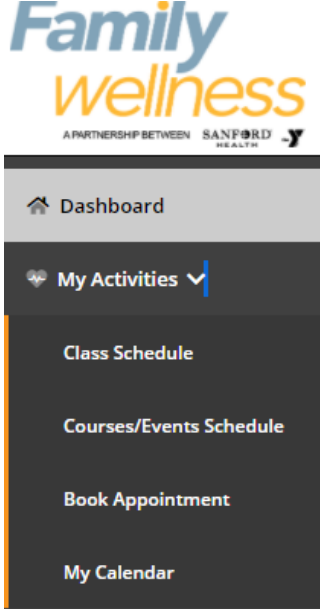 Family
wellness
A PARTNERSHIP BETWEEN SANFORD HEALTH Y
Dashboard
My Activities
Class Schedule
Courses/Events Schedule
Book Appointment
My Calendar